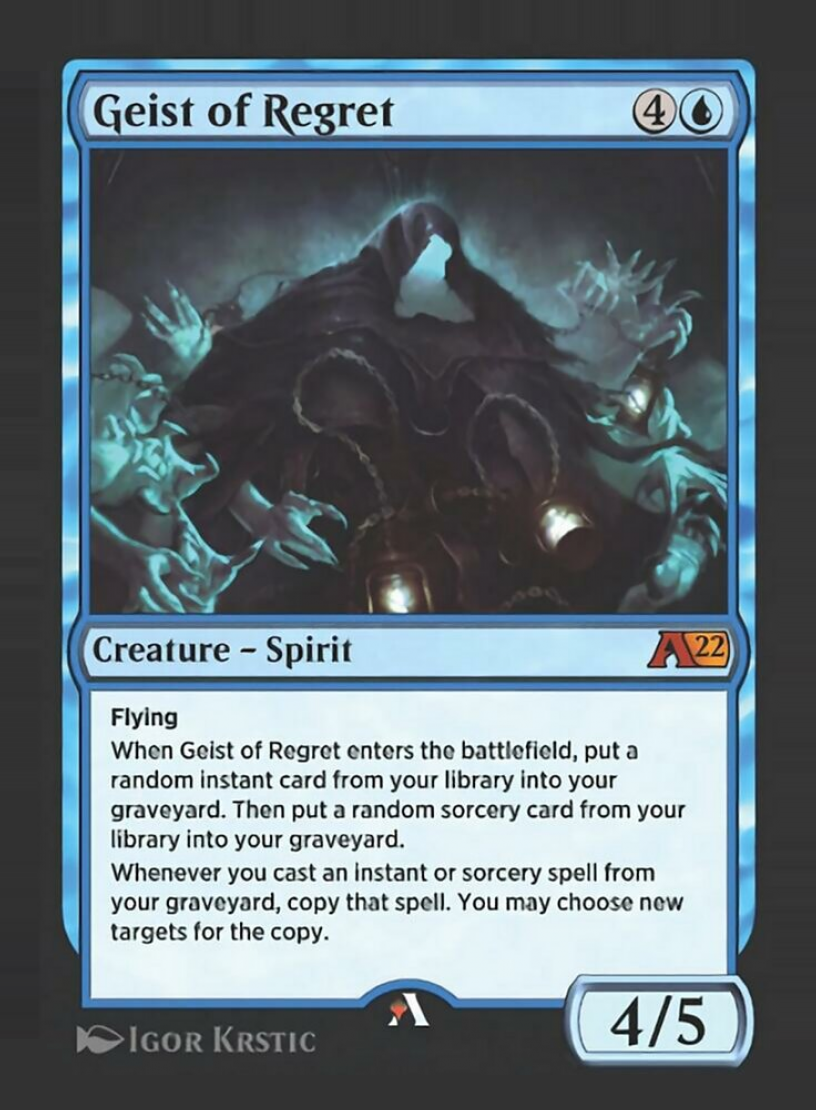 Geist of Regret 4
Creature – Spirit A22
Flying
When Geist of Regret enters the battlefield, put a
random instant card from your library into your
graveyard. Then put a random sorcery card from your
library into your graveyard.
Whenever you cast an instant or sorcery spell from
your graveyard, copy that spell. You may choose new
targets for the copy.
4/5
Igor Krstic